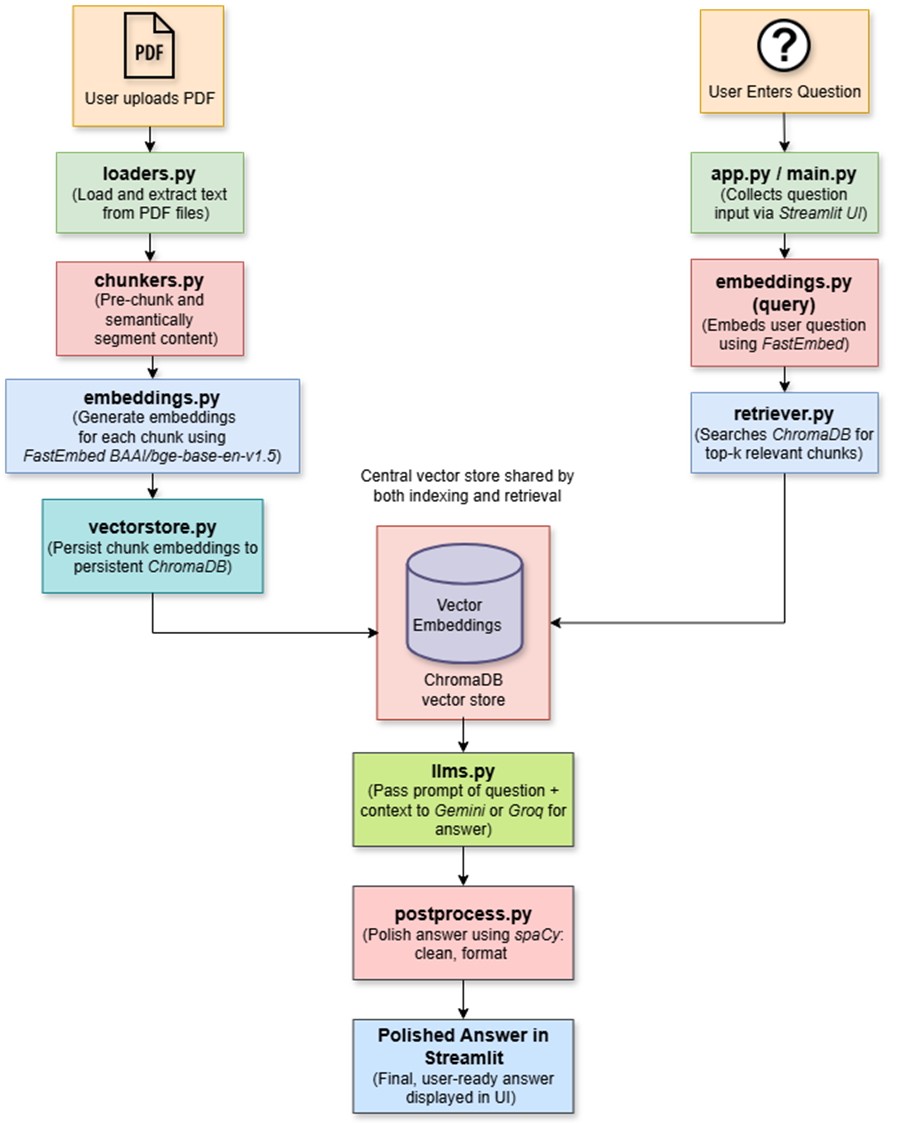 PDF
User uploads PDF
loaders.py
(Load and extract text
from PDF files)
chunkers.py
(Pre-chunk and
semantically
segment content)
embeddings.py
(Generate embeddings
for each chunk using
FastEmbed BAAI/bge-base-en-v1.5)
vectorstore.py
(Persist chunk embeddings to
persistent ChromaDB)
?
User Enters Question
app.py / main.py
(Collects question
input via Streamlit UI)
embeddings.py
(query)
(Embeds user question
using FastEmbed)
retriever.py
(Searches ChromaDB for
top-k relevant chunks)
Central vector store shared by
both indexing and retrieval
Vector
Embeddings
ChromaDB
vector store
llms.py
(Pass prompt of question +
context to Gemini or Groq for
answer)
postprocess.py
(Polish answer using spaCy:
clean, format
Polished Answer in
Streamlit
(Final, user-ready answer
displayed in UI)